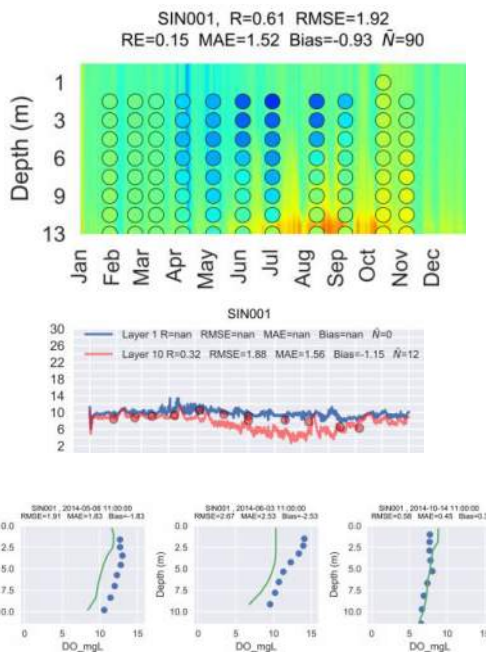 SIN001, R=0.61 RMSE=1.92
RE=0.15 MAE=1.52 Bias=-0.93 N̄=90
Depth (m)
1
3
6
9
13
Jan Feb Mar Apr May Jun Jul Aug Sep Oct Nov Dec
SIN001
Layer 1 R=nan RMSE=nan MAE=nan Bias=nan N̄=0
Layer 10 R=0.32 RMSE=1.88 MAE=1.56 Bias=-1.15 N̄=12
30
26
22
18
14
10
6
2
SIN001 , 2014-05-06 11:00:00
RMSE=1.91 MAE=1.83 Bias=-1.83
0.0
2.5
5.0
7.5
0 5 10 15
DO_mgL
SIN001 , 2014-06-03 11:00:00
RMSE=2.67 MAE=2.53 Bias=-2.53
Depth (m)
0.0
2.5
5.0
7.5
10.0
0 5 10 15
DO_mgL
SIN001 , 2014-10-14 11:00:00
RMSE=0.58 MAE=0.45
Depth (m)
0.0
2.5
5.0
7.5
10.0
0 5 10 15
DO_mgL